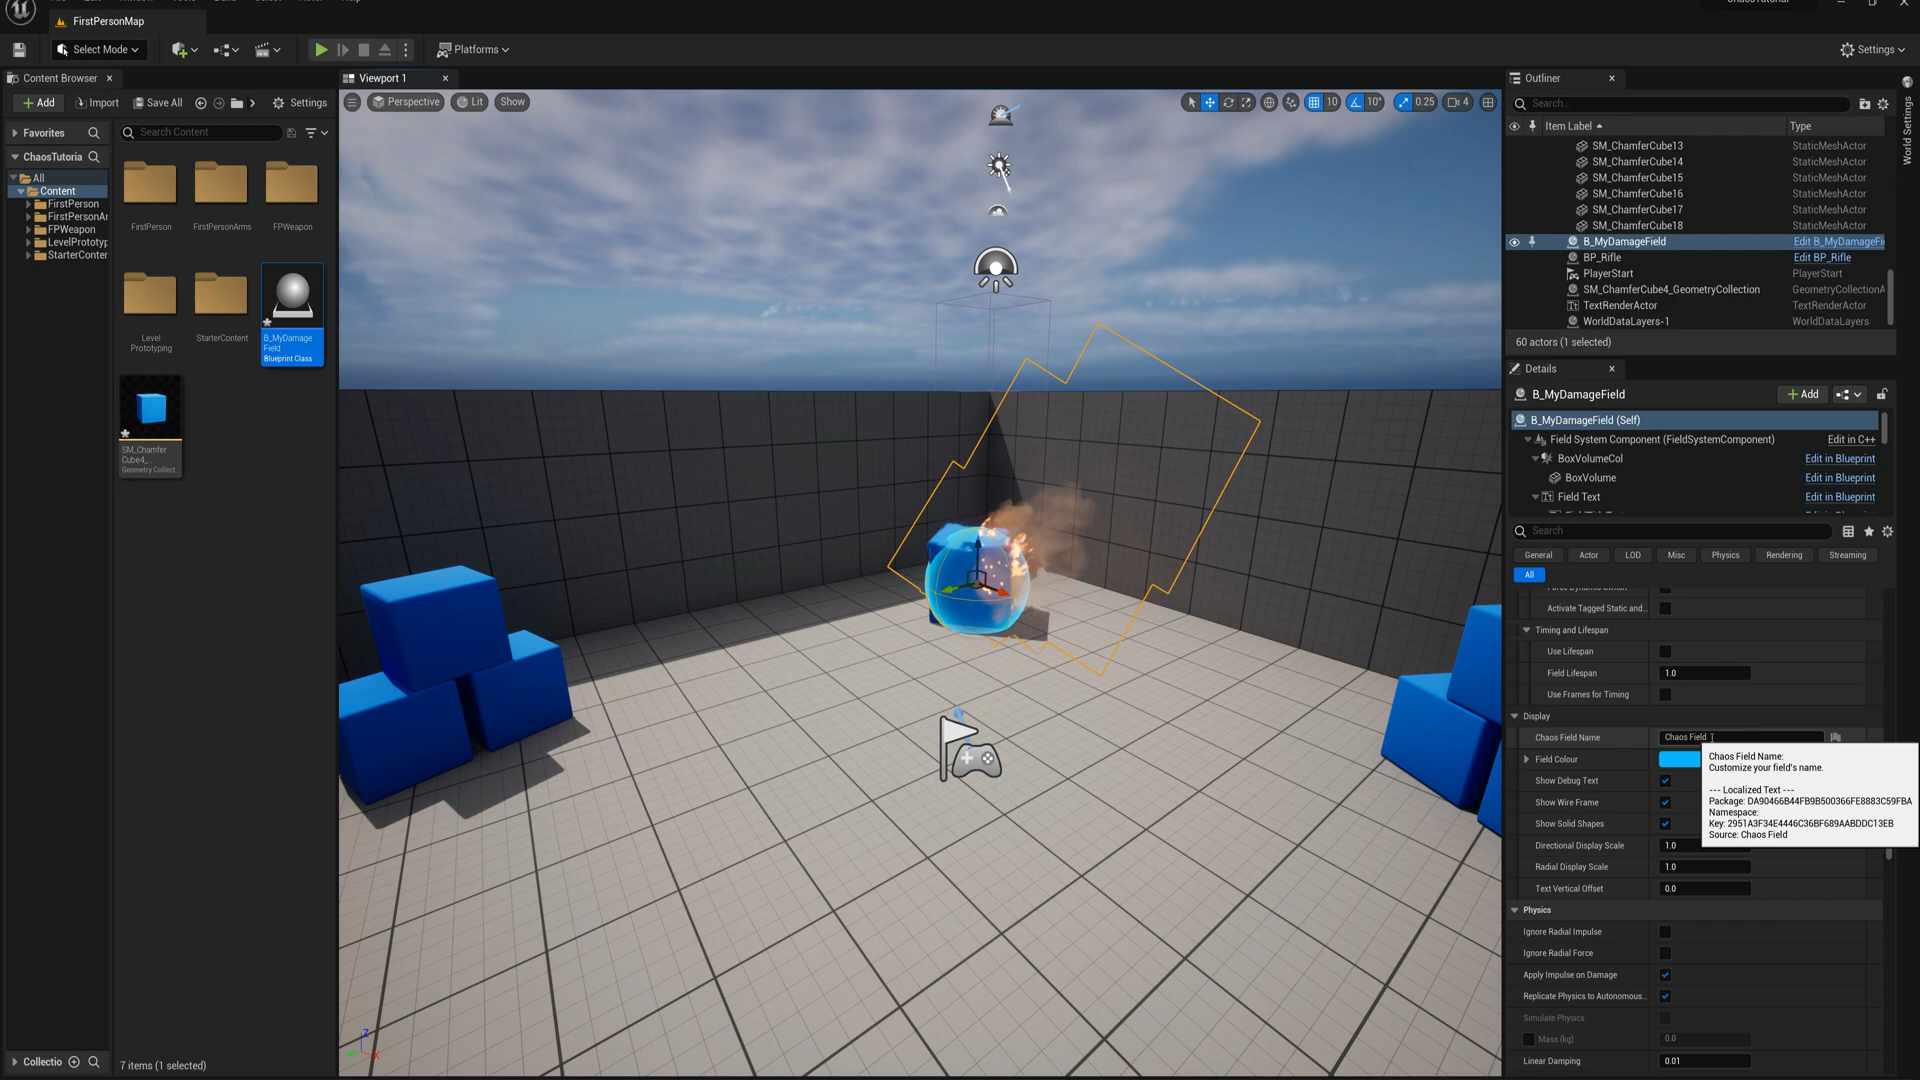 FirstPersonMap
Select Mode
Platforms
Settings
Content Browser
Add
Import
Save All
Settings
Favorites
Search Content
ChaosTutoria
All
Content
FirstPerson
FirstPersonAr
FPWeapon
LevelPrototyp
StarterConter
FirstPerson
FirstPersonArms
FPWeapon
Level
Prototyping
StarterContent
B_MyDamage
Field
Blueprint Class
SM_Chamfer
Cube4_...
Geometry Collect...
Collectio
7 items (1 selected)
Viewport 1
Perspective
Lit
Show
10
10°
0.25
4
Outliner
Search...
World Settings
Item Label
Type
SM_ChamferCube13
StaticMeshActor
SM_ChamferCube14
StaticMeshActor
SM_ChamferCube15
StaticMeshActor
SM_ChamferCube16
StaticMeshActor
SM_ChamferCube17
StaticMeshActor
SM_ChamferCube18
StaticMeshActor
B_MyDamageField
Edit B_MyDamageFi
BP_Rifle
Edit BP_Rifle
PlayerStart
PlayerStart
SM_ChamferCube4_GeometryCollection
GeometryCollectionA
TextRenderActor
TextRenderActor
WorldDataLayers-1
WorldDataLayers
60 actors (1 selected)
Details
B_MyDamageField
Add
B_MyDamageField (Self)
Field System Component (FieldSystemComponent)
Edit in C++
BoxVolumeCol
Edit in Blueprint
BoxVolume
Edit in Blueprint
Field Text
Edit in Blueprint
Search
General
Actor
LOD
Misc
Physics
Rendering
Streaming
All
Activate Tagged Static and...
Timing and Lifespan
Use Lifespan
Field Lifespan
1.0
Use Frames for Timing
Display
Chaos Field Name
Chaos Field
Field Colour
Show Debug Text
Show Wire Frame
Show Solid Shapes
Directional Display Scale
1.0
Radial Display Scale
1.0
Text Vertical Offset
0.0
Chaos Field Name:
Customize your field's name.
--- Localized Text ---
Package: DA90466B44FB9B500366FE8883C59FBA
Namespace:
Key: 2951A3F34E4446C36BF689AABDDC13EB
Source: Chaos Field
Physics
Ignore Radial Impulse
Ignore Radial Force
Apply Impulse on Damage
Replicate Physics to Autonomous...
Simulate Physics
Mass (kg)
0.0
Linear Damping
0.01